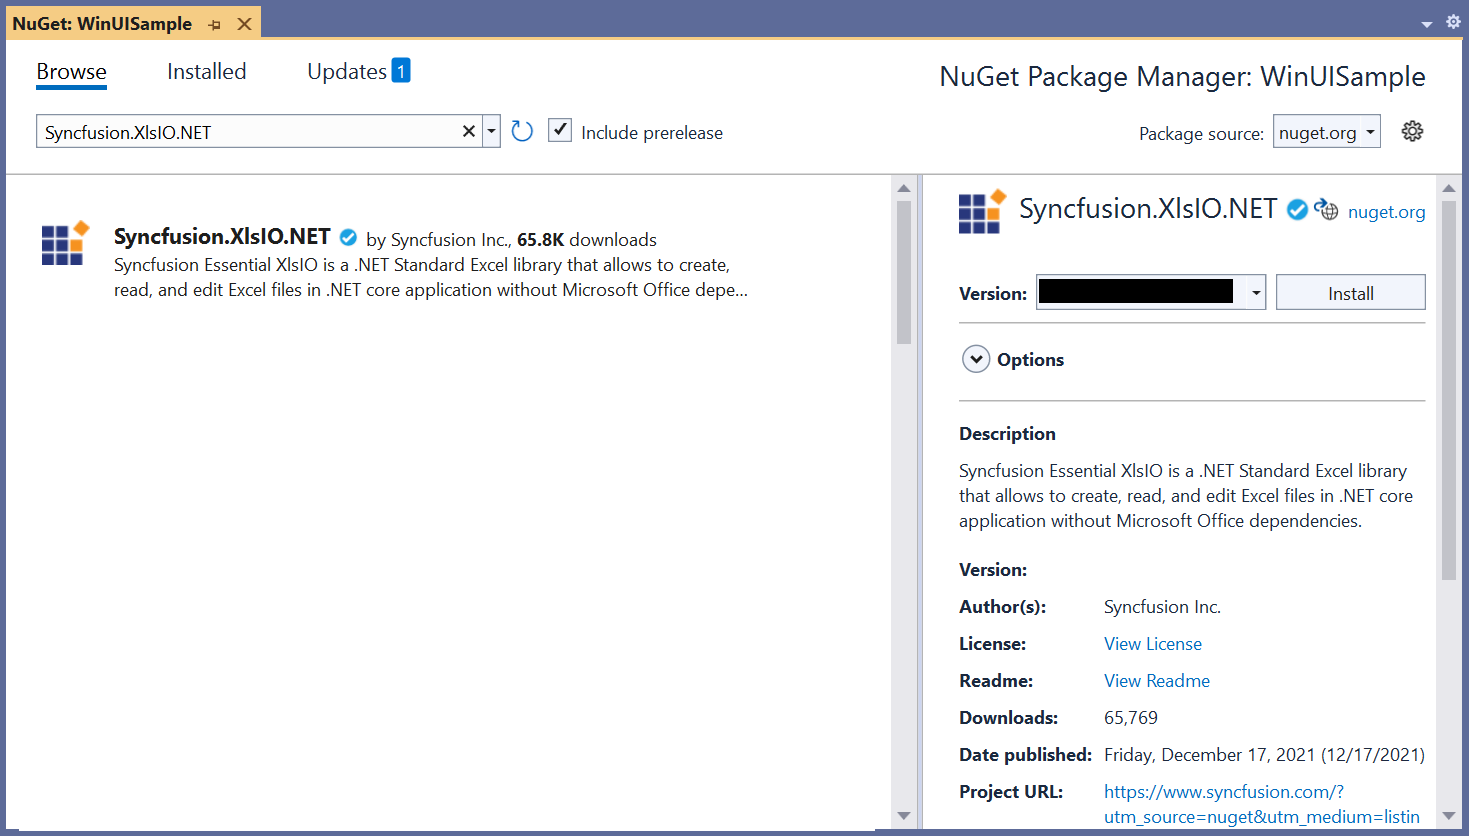 NuGet: WinUISample
Browse
Installed
Updates 1
NuGet Package Manager: WinUISample
Syncfusion.XlsIO.NET
Include prerelease
Package source: nuget.org
Syncfusion.XlsIO.NET by Syncfusion Inc., 65.8K downloads
Syncfusion Essential XlsIO is a .NET Standard Excel library that allows to create,
read, and edit Excel files in .NET core application without Microsoft Office depe...
Syncfusion.XlsIO.NET nuget.org
Version:
Install
Options
Description
Syncfusion Essential XlsIO is a .NET Standard Excel library
that allows to create, read, and edit Excel files in .NET core
application without Microsoft Office dependencies.
Version:
Author(s): Syncfusion Inc.
License: View License
Readme: View Readme
Downloads: 65,769
Date published: Friday, December 17, 2021 (12/17/2021)
Project URL: https://www.syncfusion.com/?
utm_source=nuget&utm_medium=listin